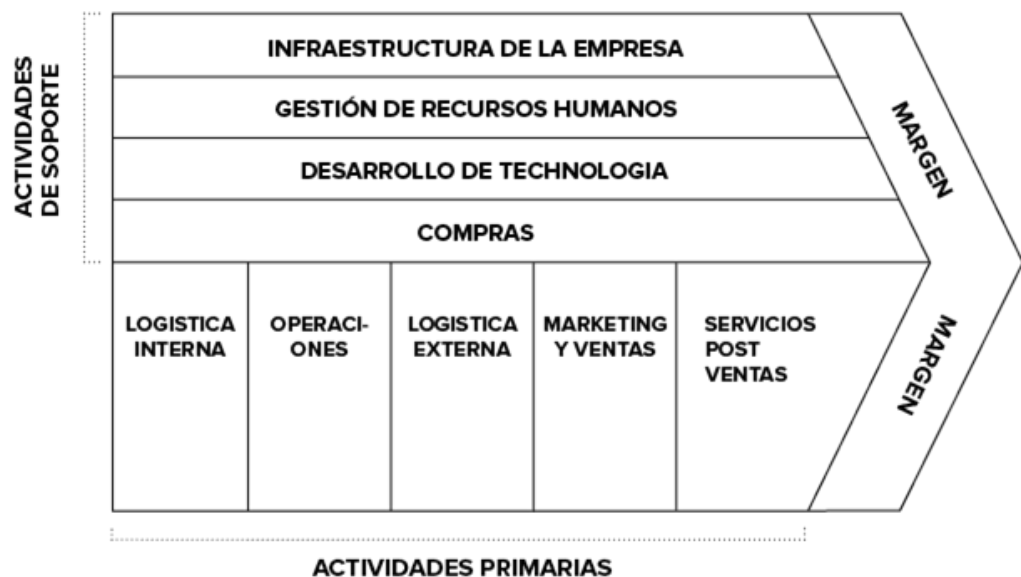 ACTIVIDADES
DE SOPORTE
INFRAESTRUCTURA DE LA EMPRESA
GESTIÓN DE RECURSOS HUMANOS
DESARROLLO DE TECHNOLOGIA
COMPRAS
MARGEN
LOGISTICA
INTERNA
OPERACI-
ONES
LOGISTICA
EXTERNA
MARKETING
Y VENTAS
SERVICIOS
POST
VENTAS
MARGEN
ACTIVIDADES PRIMARIAS